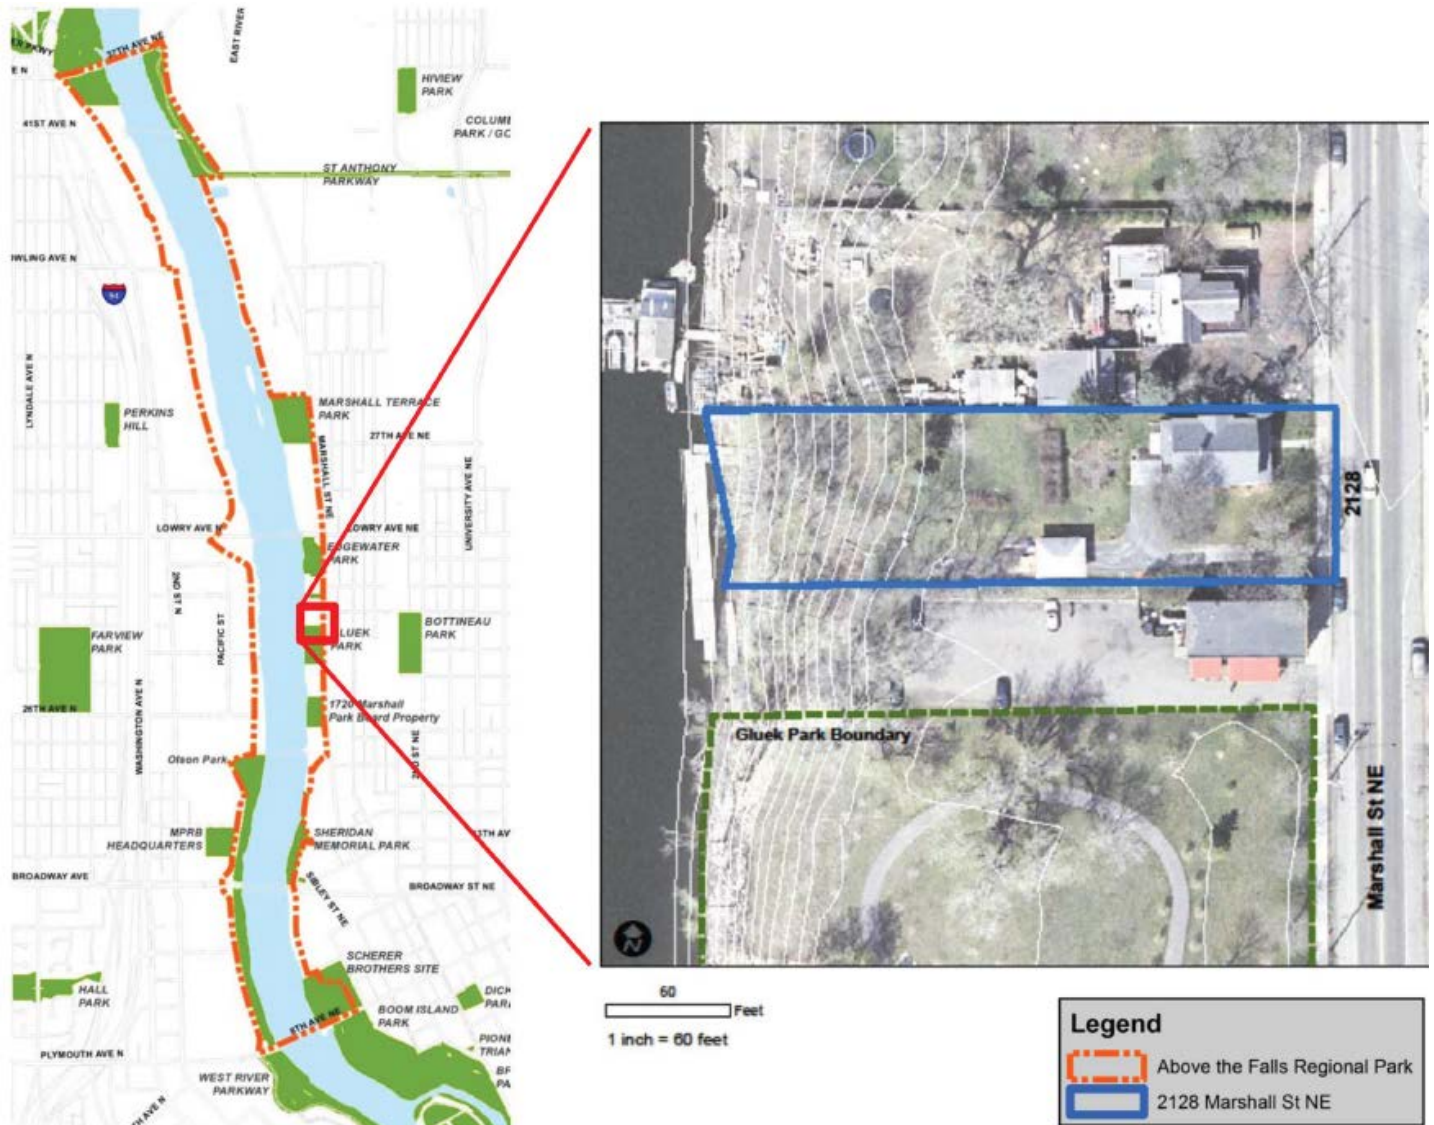 37TH AVE NE
EAST RIVER
E N
HIVIEW
PARK
41ST AVE N
ST ANTHONY
PARKWAY
LYNDALE AVE N
94
PERKINS
HILL
MARSHALL TERRACE
PARK
27TH AVE NE
MARSHALL ST NE
UNIVERSITY AVE NE
LOWRY AVE N
LOWRY AVE NE
EDGEWATER
PARK
2ND ST N
PACIFIC ST
FARVIEW
PARK
BOTTINEAU
PARK
PARK
WASHINGTON AVE N
26TH AVE N
1720 Marshall
Park Board Property
2ND ST NE
Olson Park
MPRB
HEADQUARTERS
SHERIDAN
MEMORIAL PARK
BROADWAY AVE
SIBLEY ST NE
BROADWAY ST NE
SCHERER
BROTHERS SITE
HALL
PARK
BOOM ISLAND
PARK
8TH AVE NE
PLYMOUTH AVE N
WEST RIVER
PARKWAY
2128
Gluek Park Boundary
Marshall St NE
N
60
Feet
1 inch = 60 feet
Legend
Above the Falls Regional Park
2128 Marshall St NE